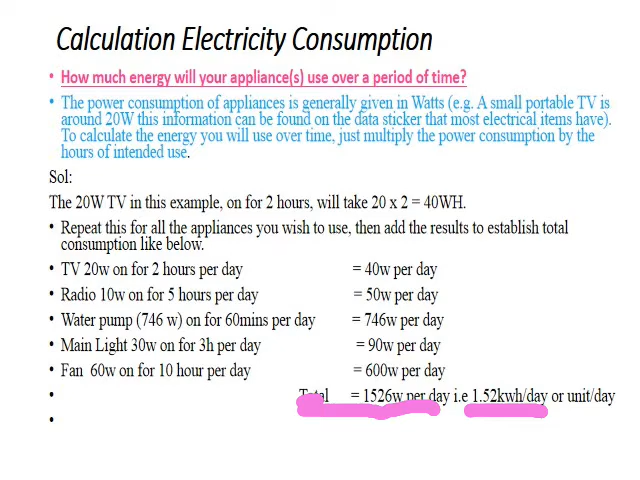 Calculation Electricity Consumption
• How much energy will your appliance(s) use over a period of time?
• The power consumption of appliances is generally given in Watts (e.g. A small portable TV is
around 20W this information can be found on the data sticker that most electrical items have).
To calculate the energy you will use over time, just multiply the power consumption by the
hours of intended use.
Sol:
The 20W TV in this example, on for 2 hours, will take 20 x 2 = 40WH.
• Repeat this for all the appliances you wish to use, then add the results to establish total
consumption like below.
• TV 20w on for 2 hours per day = 40w per day
• Radio 10w on for 5 hours per day = 50w per day
• Water pump (746 w) on for 60mins per day = 746w per day
• Main Light 30w on for 3h per day = 90w per day
• Fan 60w on for 10 hour per day = 600w per day
• Total = 1526w per day i.e 1.52kwh/day or unit/day
•